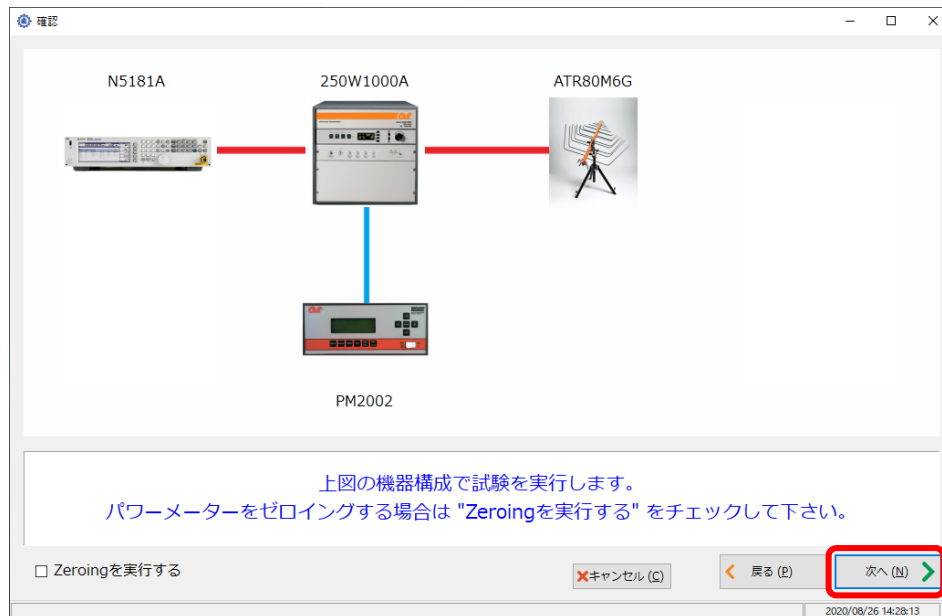 確認
N5181A
250W1000A
ATR80M6G
PM2002
上図の機器構成で試験を実行します。
パワーメーターをゼロイングする場合は "Zeroingを実行する" をチェックして下さい。
Zeroingを実行する
キャンセル (C)
戻る (P)
次へ (N)
2020/08/26 14:28:13